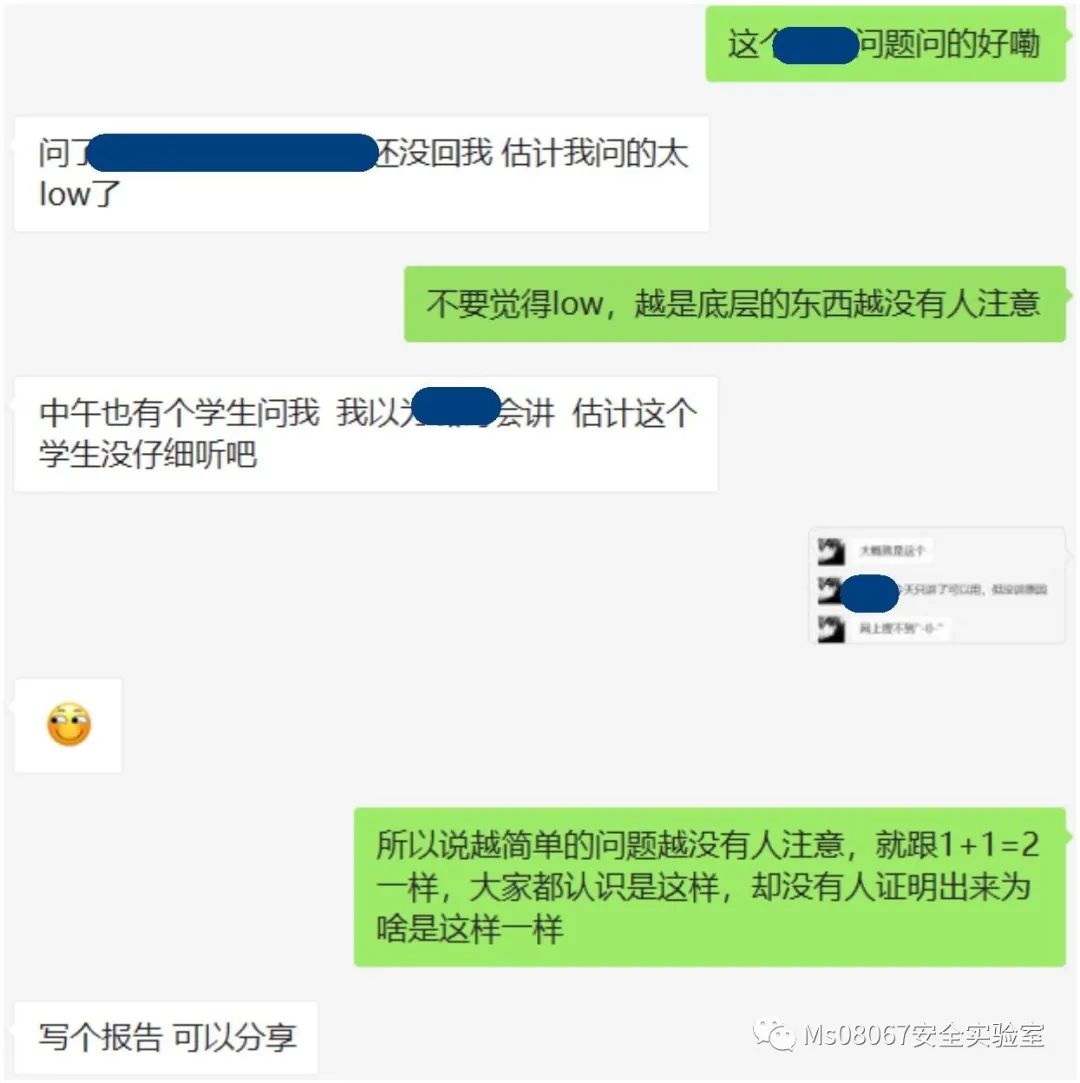 这个 问题问的好嘞
问了 还没回我 估计我问的太
low了
不要觉得low，越是底层的东西越没有人注意
中午也有个学生问我 我以为 会讲 估计这个
学生没仔细听吧
大概就是这个
今天只讲了可以用，但没讲原因
网上搜不到~0~"
所以说越简单的问题越没有人注意，就跟1+1=2
一样，大家都认识是这样，却没有人证明出来为
啥是这样一样
写个报告 可以分享
Ms08067安全实验室